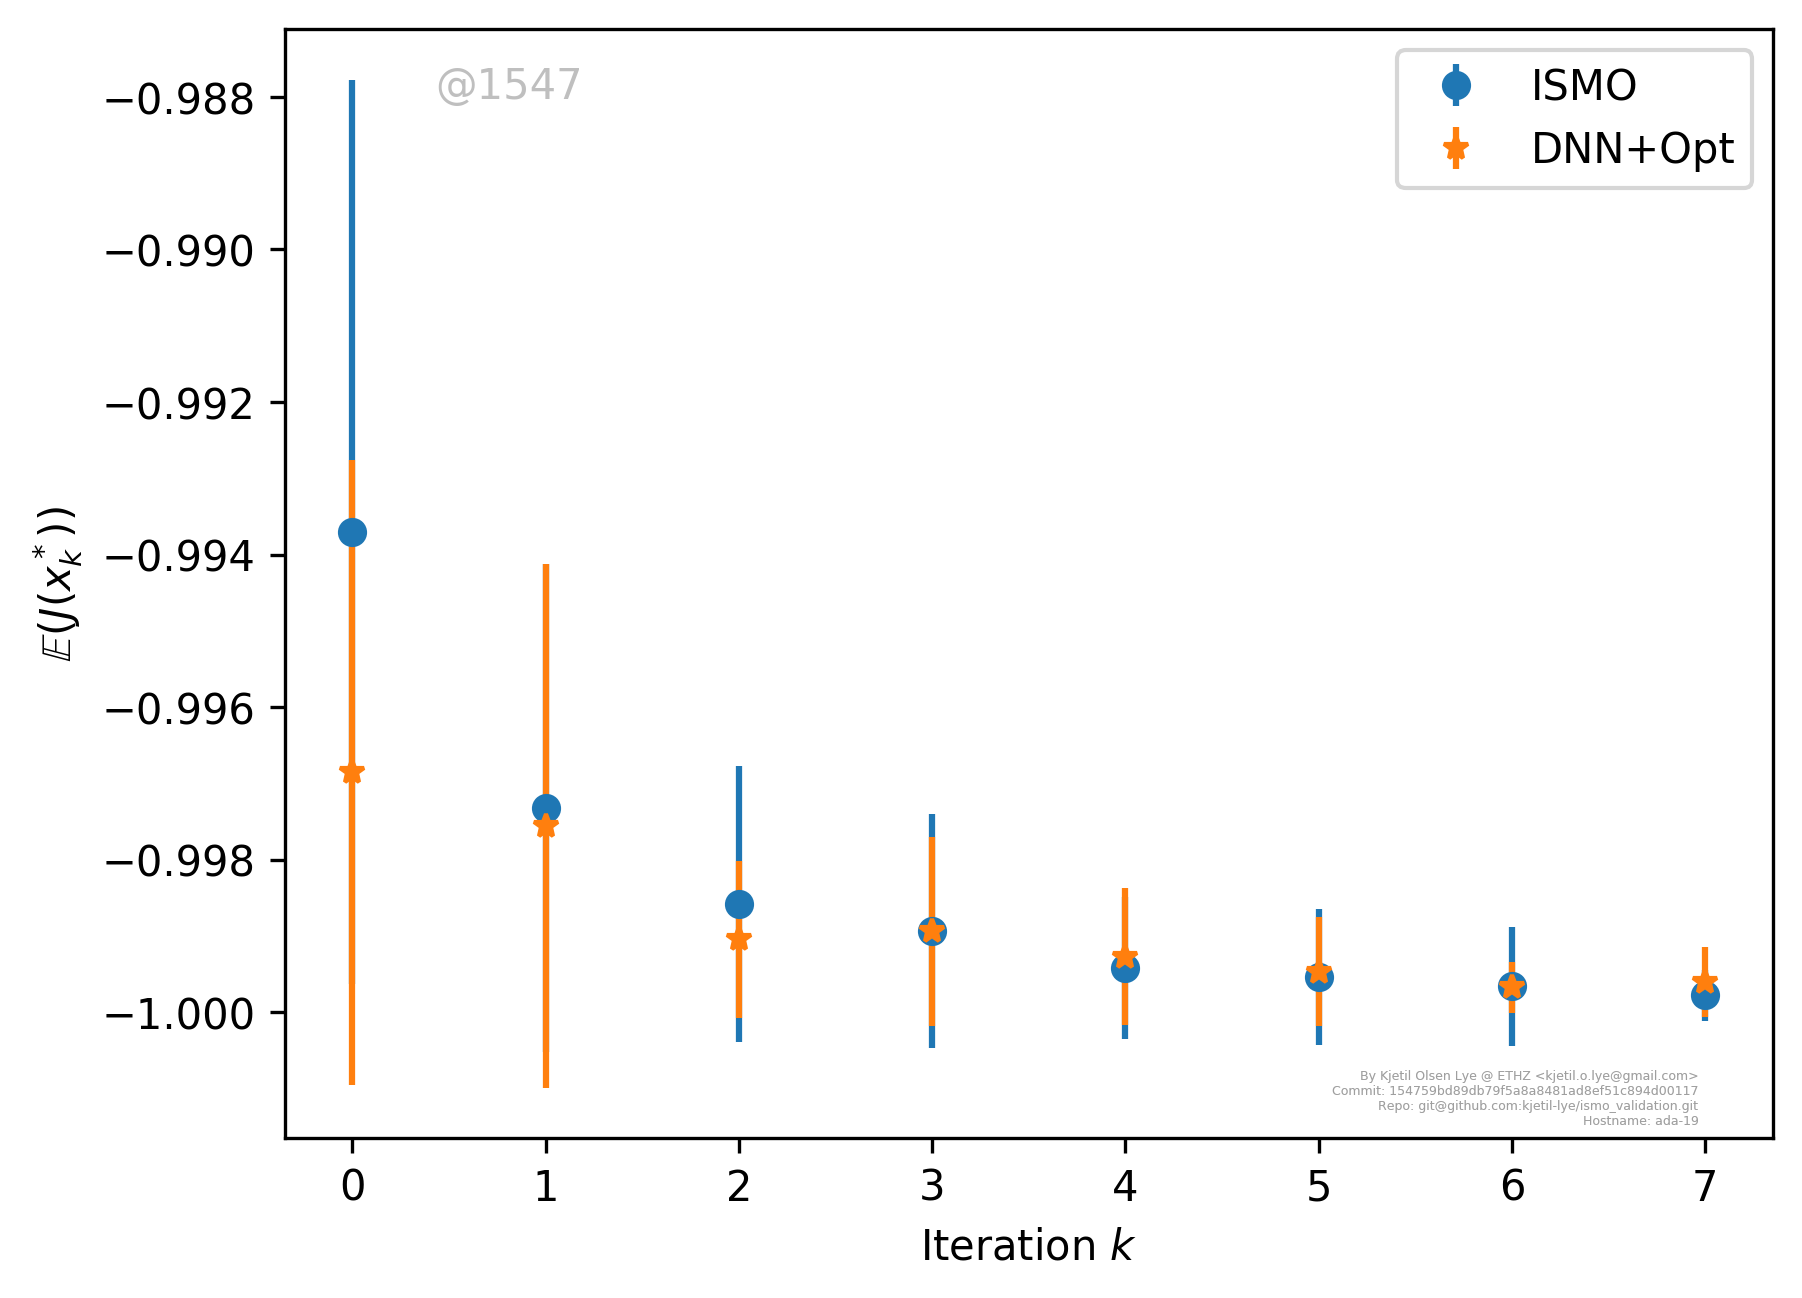 @1547
ISMO
DNN+Opt
−0.988
−0.990
−0.992
−0.994
−0.996
−0.998
−1.000
𝔼(J(x*k))
By Kjetil Olsen Lye @ ETHZ <kjetil.o.lye@gmail.com>
Commit: 154759bd89db79f5a8a8481ad8ef51c894d00117
Repo: git@github.com:kjetil-lye/ismo_validation.git
Hostname: ada-19
0 1 2 3 4 5 6 7
Iteration k